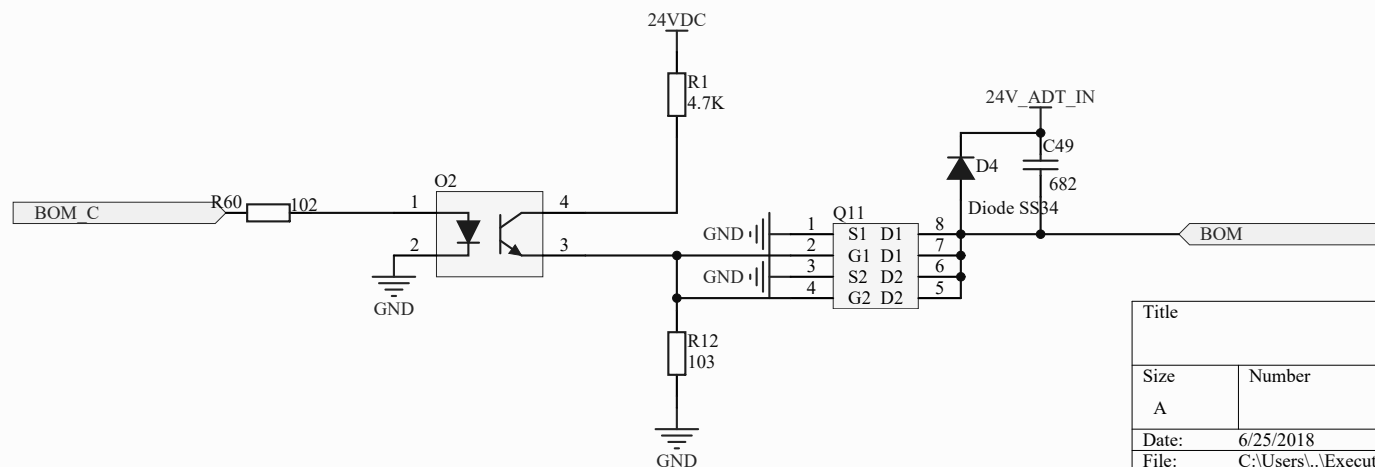 24VDC
R1
4.7K
24V_ADT_IN
C49
D4
682
O2
R60
102
1
4
BOM_C
Diode SS34
Q11
GND
1
S1 D1
8
BOM
2
3
2
G1 D1
7
GND
3
S2 D2
6
4
G2 D2
5
GND
R12
103
GND
Title
Size
Number
A
Date:
6/25/2018
File:
C:\Users\..\Execut